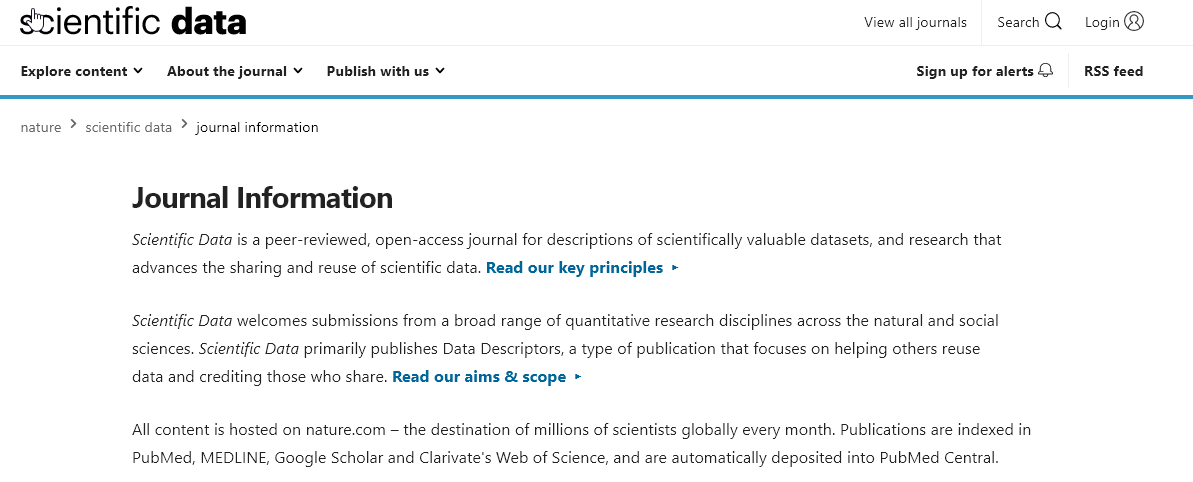 scientific data
View all journals
Search
Login
Explore content
About the journal
Publish with us
Sign up for alerts
RSS feed
nature
scientific data
journal information
Journal Information
Scientific Data is a peer-reviewed, open-access journal for descriptions of scientifically valuable datasets, and research that
advances the sharing and reuse of scientific data. Read our key principles
Scientific Data welcomes submissions from a broad range of quantitative research disciplines across the natural and social
sciences. Scientific Data primarily publishes Data Descriptors, a type of publication that focuses on helping others reuse
data and crediting those who share. Read our aims & scope
All content is hosted on nature.com – the destination of millions of scientists globally every month. Publications are indexed in
PubMed, MEDLINE, Google Scholar and Clarivate's Web of Science, and are automatically deposited into PubMed Central.